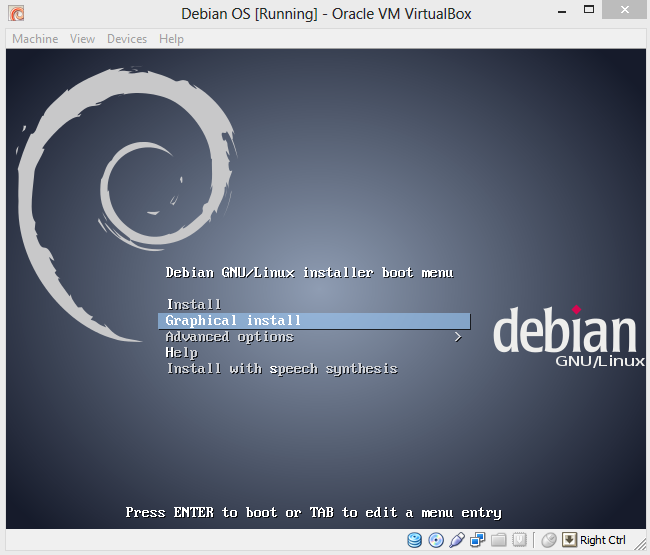 Debian OS [Running] - Oracle VM VirtualBox
Machine View Devices Help
Debian GNU/Linux installer boot menu
Install
Graphical install
Advanced options >
Help
Install with speech synthesis
debian
GNU/Linux
Press ENTER to boot or TAB to edit a menu entry
Right Ctrl